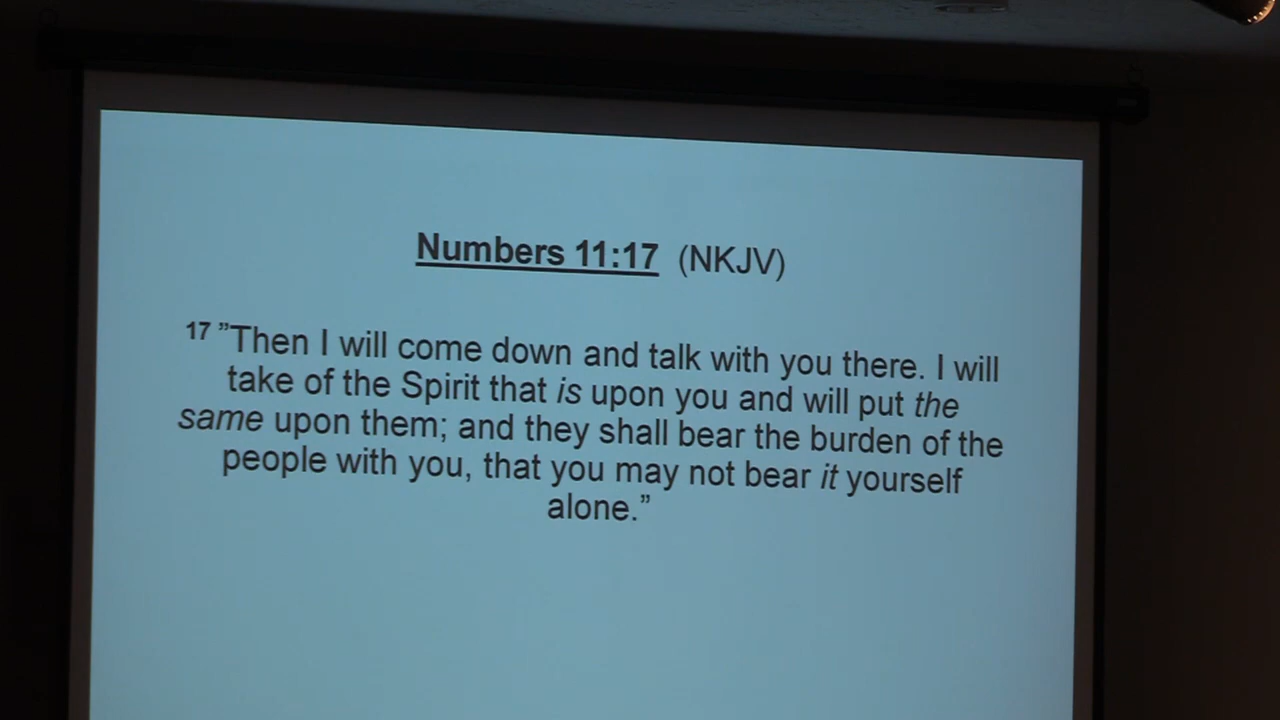 Numbers 11:17 (NKJV)
17 ”Then I will come down and talk with you there. I will
take of the Spirit that is upon you and will put the
same upon them; and they shall bear the burden of the
people with you, that you may not bear it yourself
alone.”